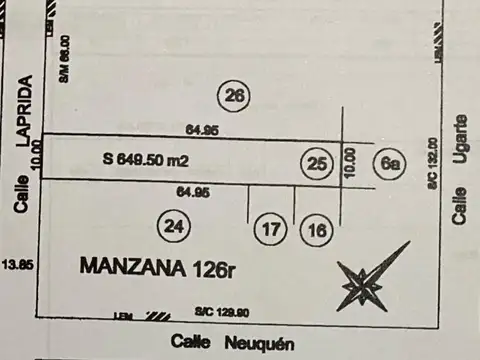 LEM
LEM
S/M 66.00
Calle LAPRIDA
Calle Ugarte
26
64.95
10.00
S 649.50 m2
25
10.00
6a
S/C 132.00
64.95
24
17
16
13.85
MANZANA 126r
LEM
S/C 129.90
Calle Neuquén